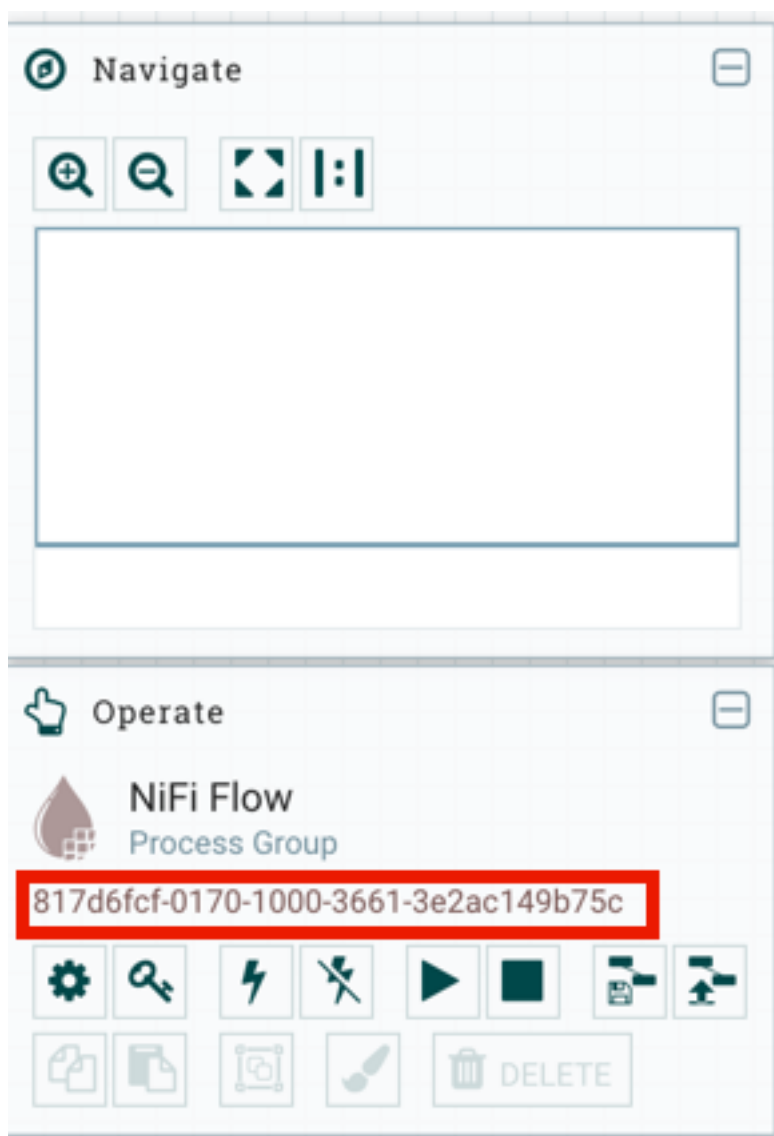 Navigate
Operate
NiFi Flow
Process Group
817d6fcf-0170-1000-3661-3e2ac149b75c
DELETE